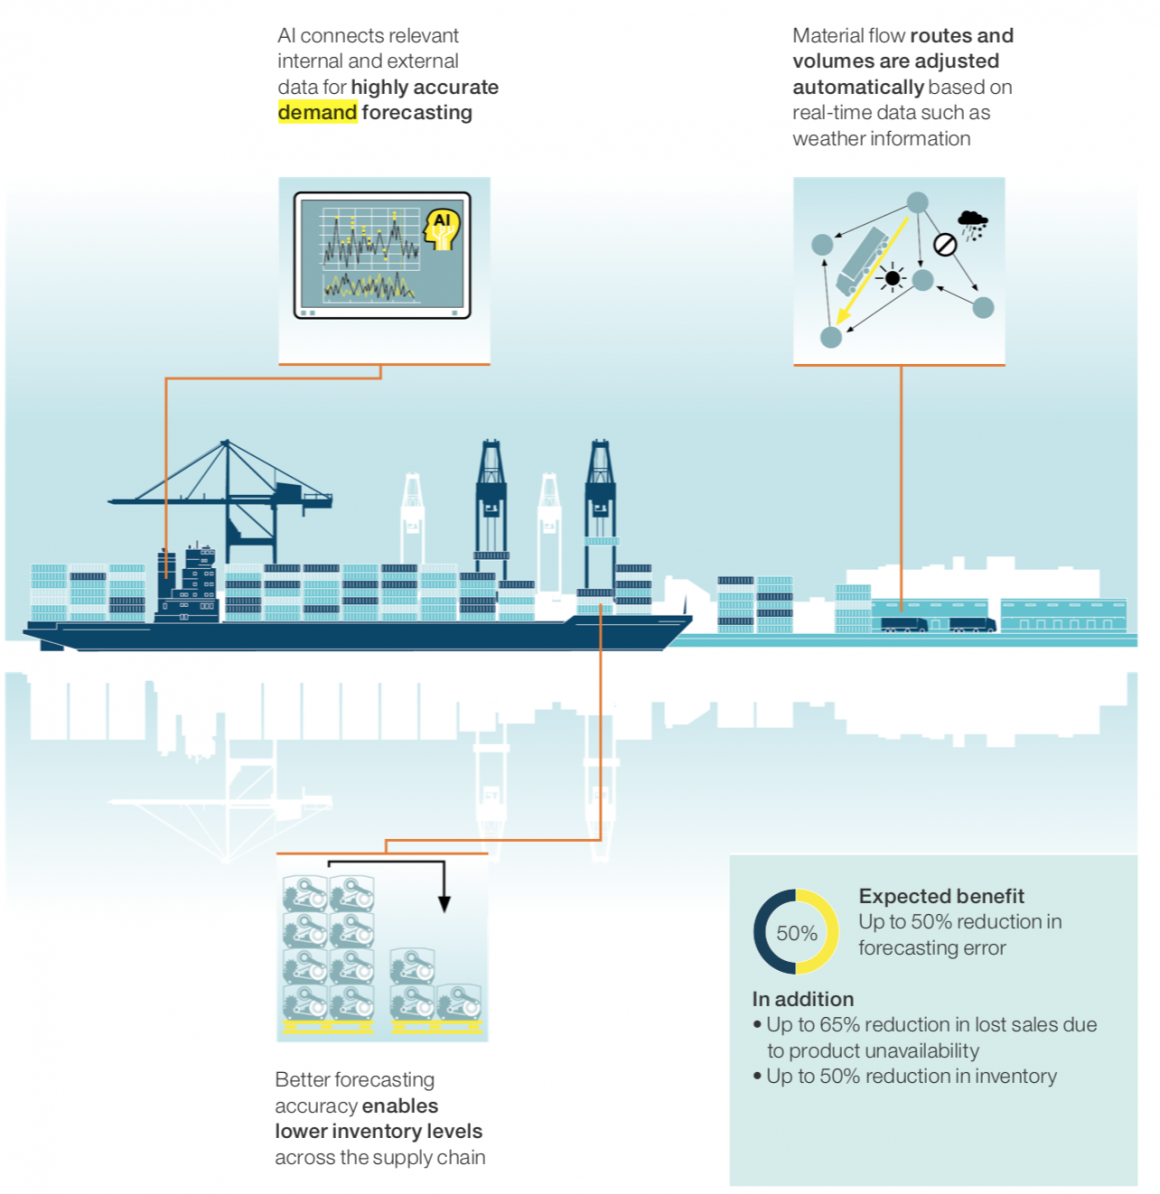 AI connects relevant
internal and external
data for highly accurate
demand forecasting
Material flow routes and
volumes are adjusted
automatically based on
real-time data such as
weather information
AI
Better forecasting
accuracy enables
lower inventory levels
across the supply chain
50%
Expected benefit
Up to 50% reduction in
forecasting error
In addition
• Up to 65% reduction in lost sales due
to product unavailability
• Up to 50% reduction in inventory